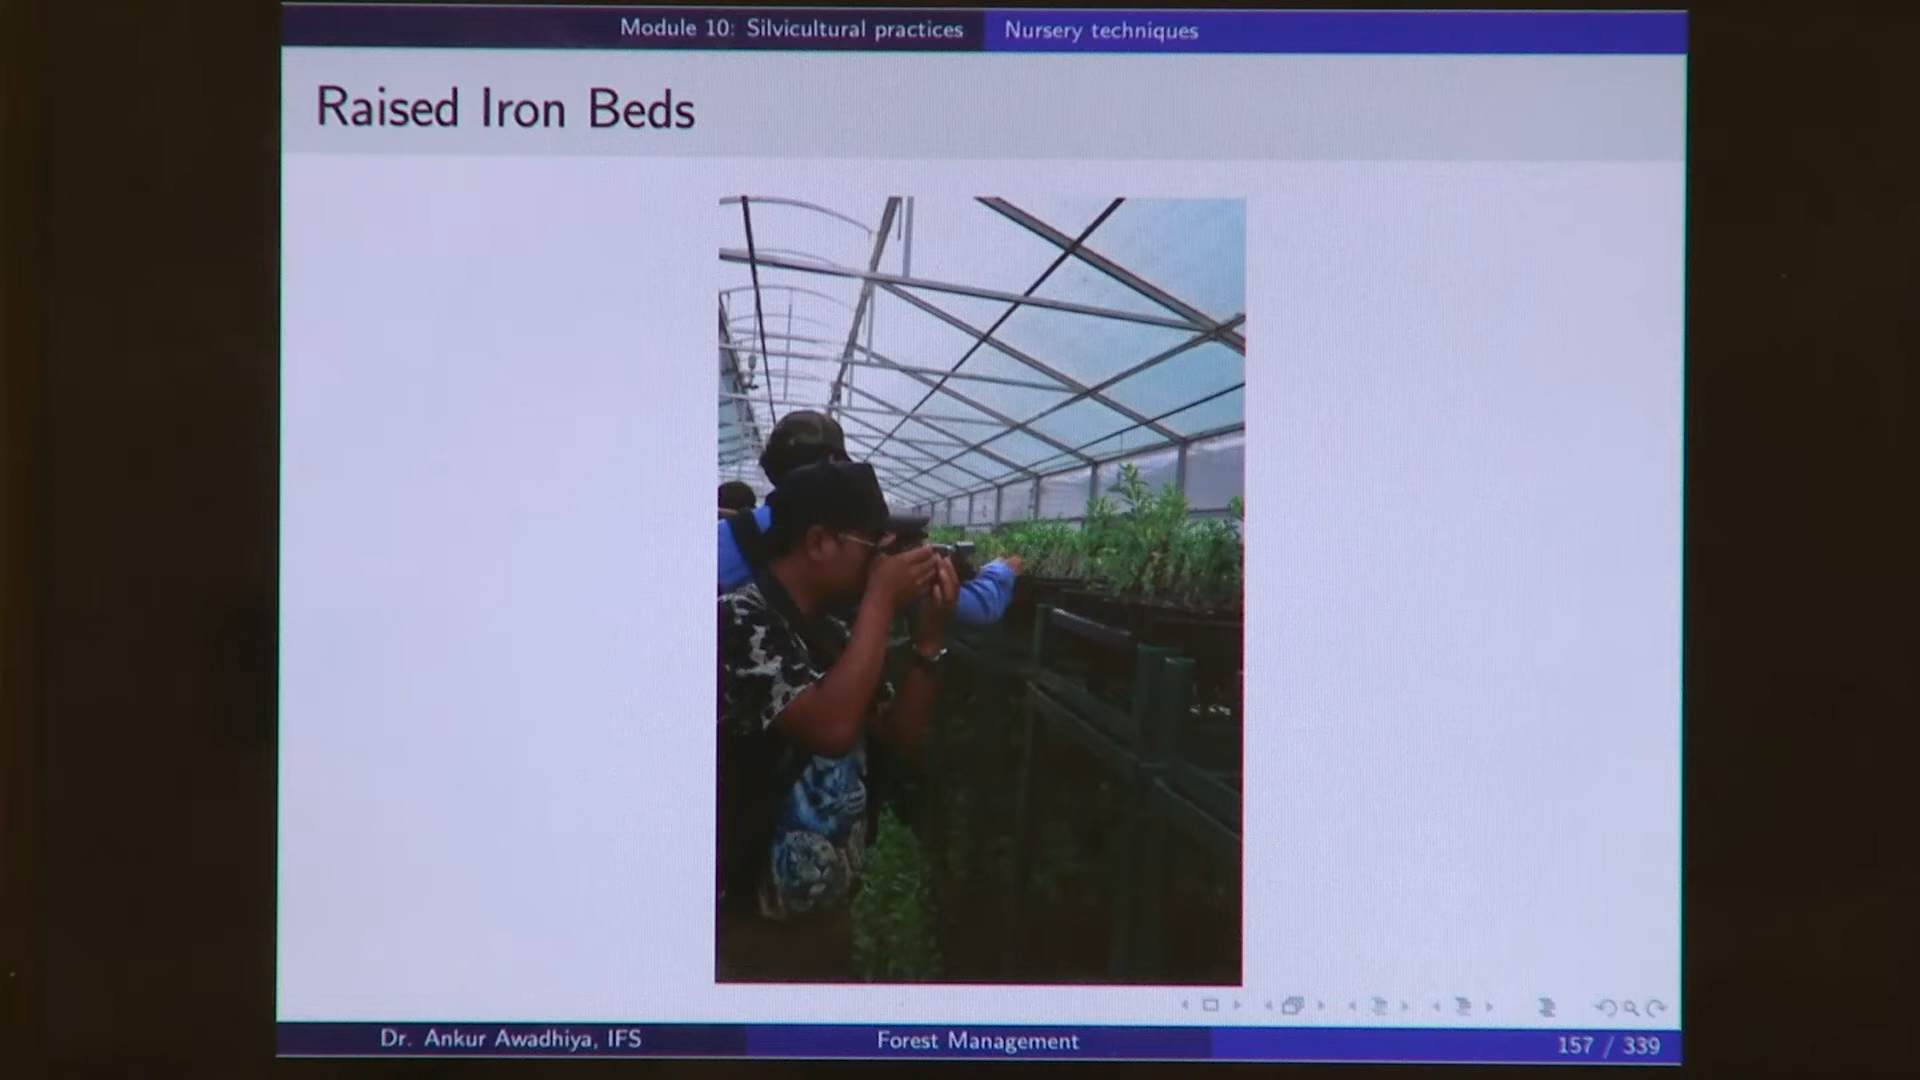 Module 10: Silvicultural practices
Nursery techniques
Raised Iron Beds
Dr. Ankur Awadhiya, IFS
Forest Management
157 / 339